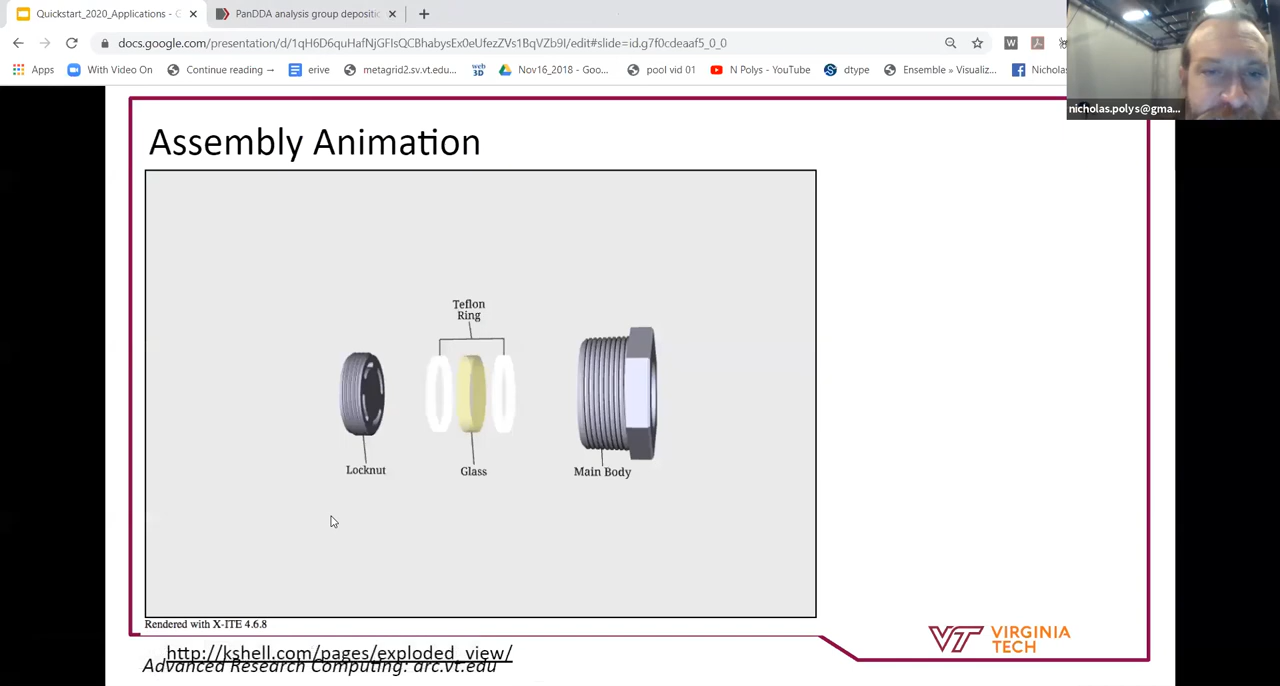 Quickstart_2020_Applications - G
PanDDA analysis group depositio
docs.google.com/presentation/d/1qH6D6quHafNjGFIsQCBhabysEx0eUfezZVs1BqVZb9I/edit#slide=id.g7f0cdeaaf5_0_0
Apps
With Video On
Continue reading →
erive
metagrid2.sv.vt.edu...
web
3D
Nov16_2018 - Goo...
pool vid 01
N Polys - YouTube
dtype
Ensemble » Visualiz...
Nicholas
nicholas.polys@gma...
Assembly Animation
Teflon
Ring
Locknut
Glass
Main Body
Rendered with X-ITE 4.6.8
http://kshell.com/pages/exploded_view/
Advanced Research Computing: arc.vt.edu
VT VIRGINIA
TECH